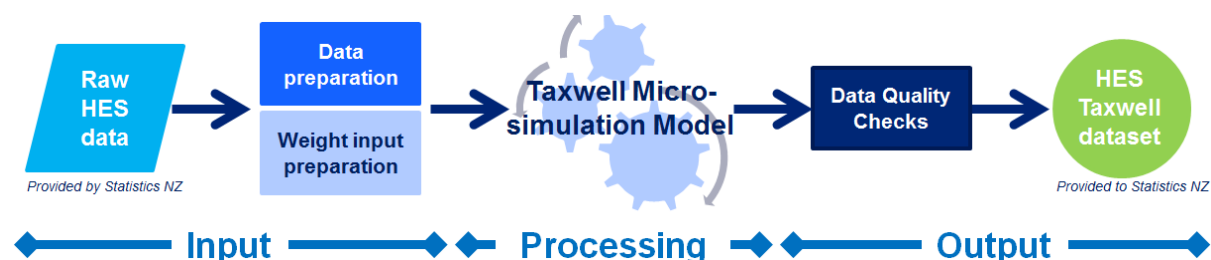 Raw
HES
data
Provided by Statistics NZ
Data
preparation
Weight input
preparation
Taxwell Micro-
simulation Model
Data Quality
Checks
HES
Taxwell
dataset
Provided to Statistics NZ
Input
Processing
Output